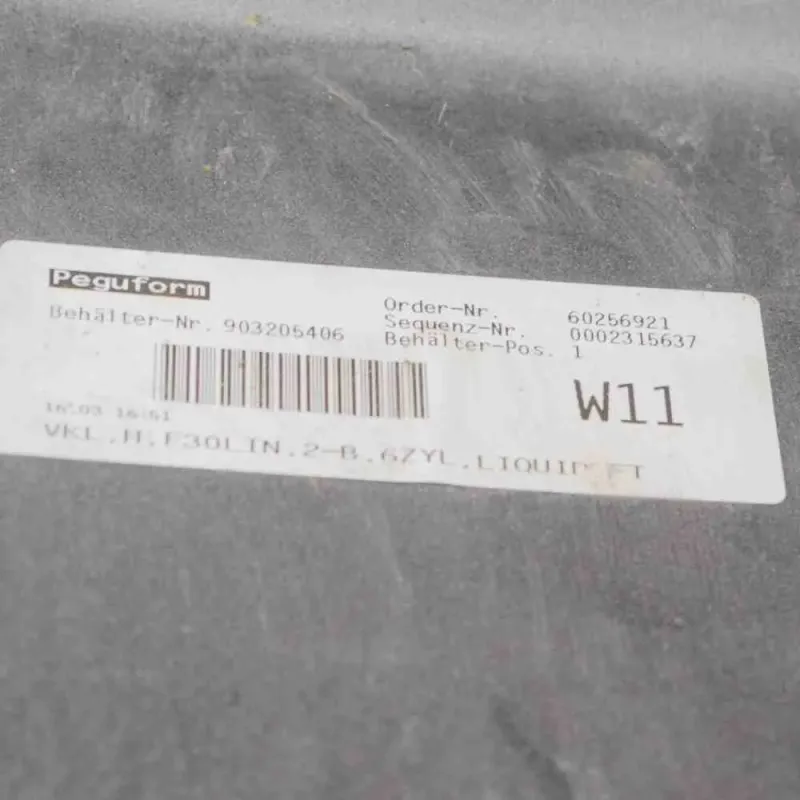 Peguform
Behälter-Nr. 903205406
Order-Nr. 60256921
Sequenz-Nr. 0002315637
Behälter-Pos. 1
W11
16.03 16:51
VKL.H.F30LIN.2-B.6ZYL.